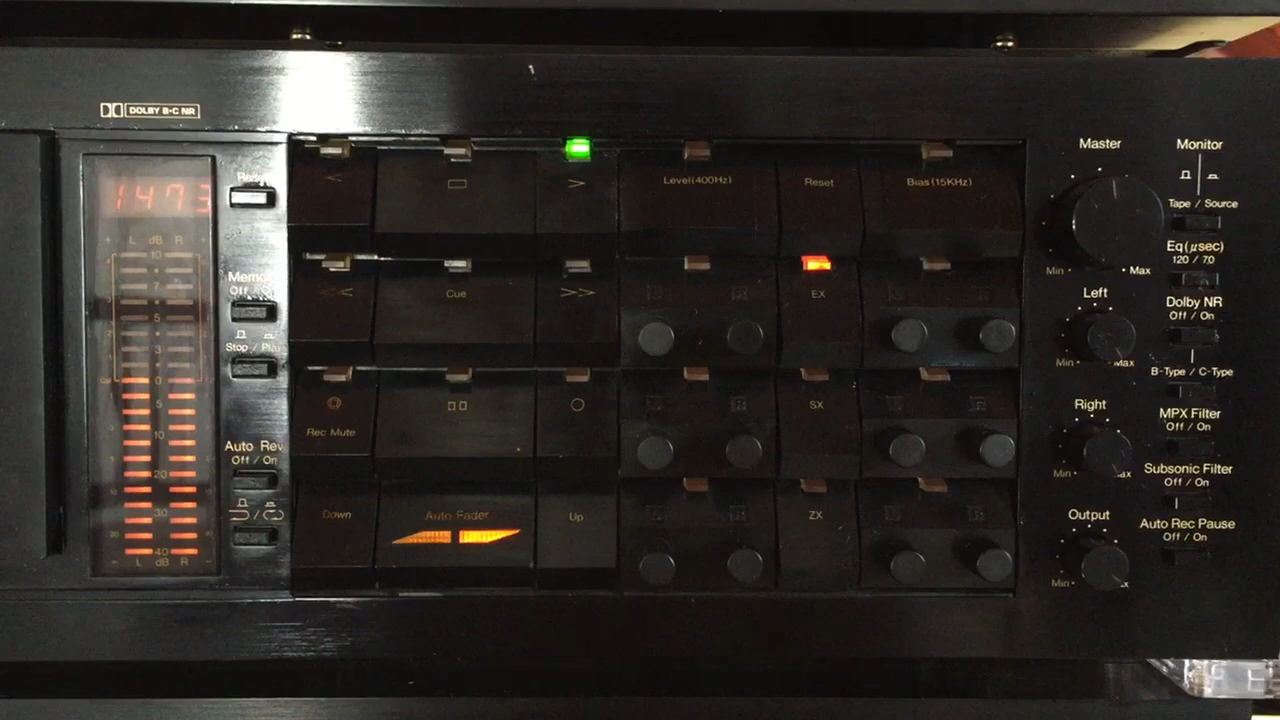 DOLBY B-C NR
1473
+ L dB R +
10
7
5
3
0
5
10
20
30
40
- L dB R -
Reset
Memory
Off / On
Stop / Play
Auto Rev
Off / On
< > Level(400Hz) Reset Bias(15KHz)
<< Cue >> EX
Rec Mute SX
Down Auto Fader Up ZX
Master
Min Max
Left
Min Max
Right
Min
Output
Min
Monitor
Tape / Source
Eq(µsec)
120 / 70
Dolby NR
Off / On
B-Type / C-Type
MPX Filter
Off / On
Subsonic Filter
Off / On
Auto Rec Pause
Off / On